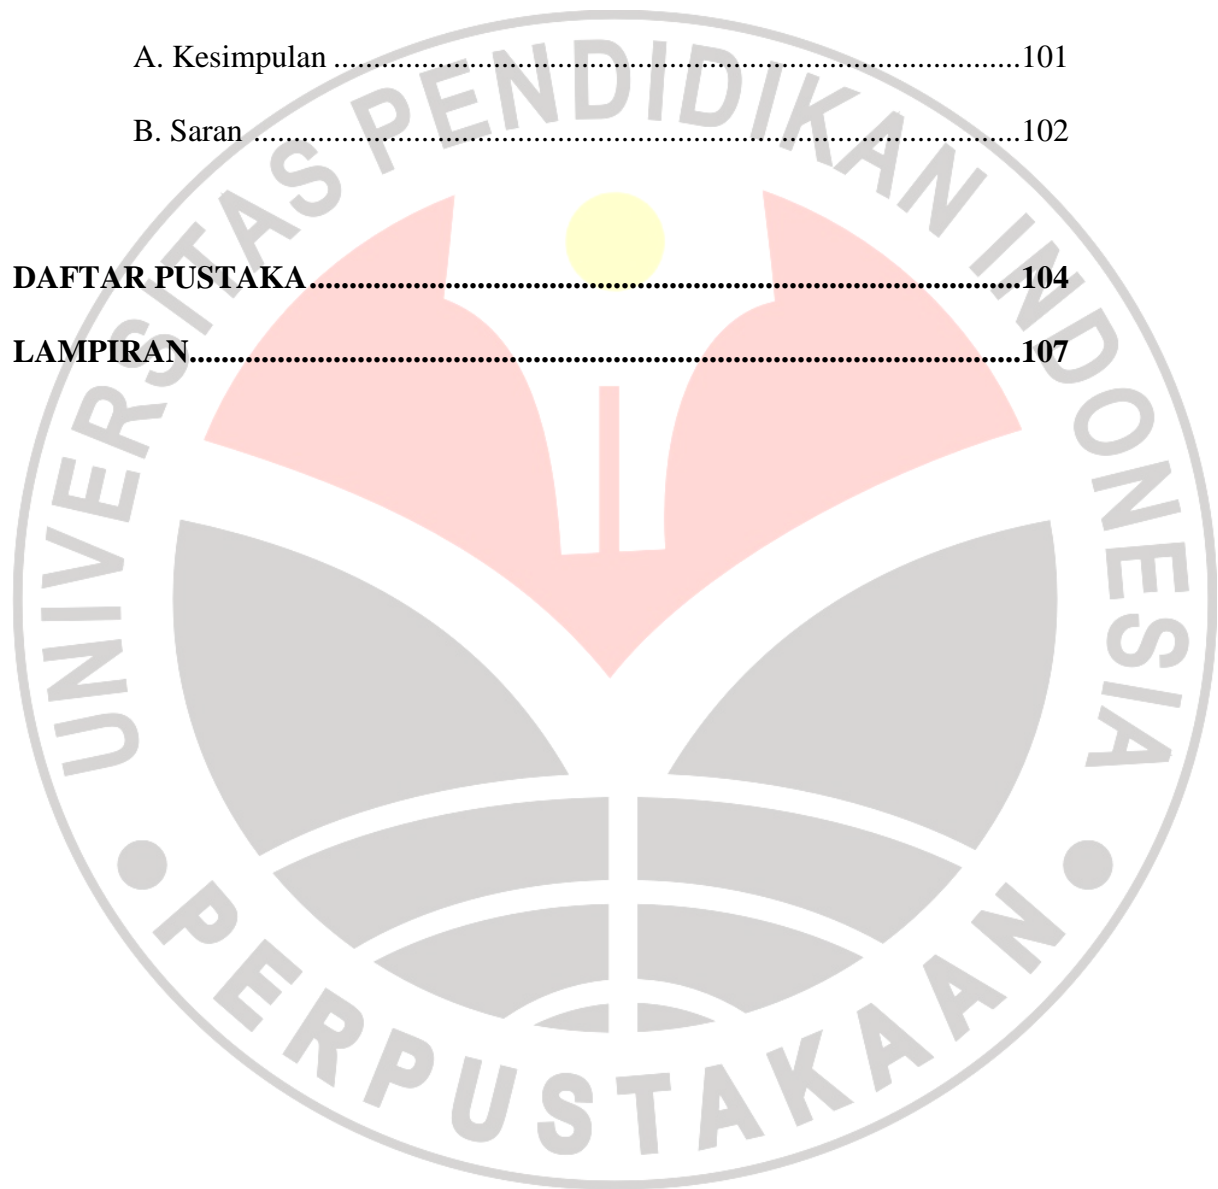 A. Kesimpulan ........................................................................................101
B. Saran ..................................................................................................102
DAFTAR PUSTAKA...........................................................................................104
LAMPIRAN..........................................................................................................107
UNIVERSITAS PENDIDIKAN INDONESIA
PERPUSTAKAAN